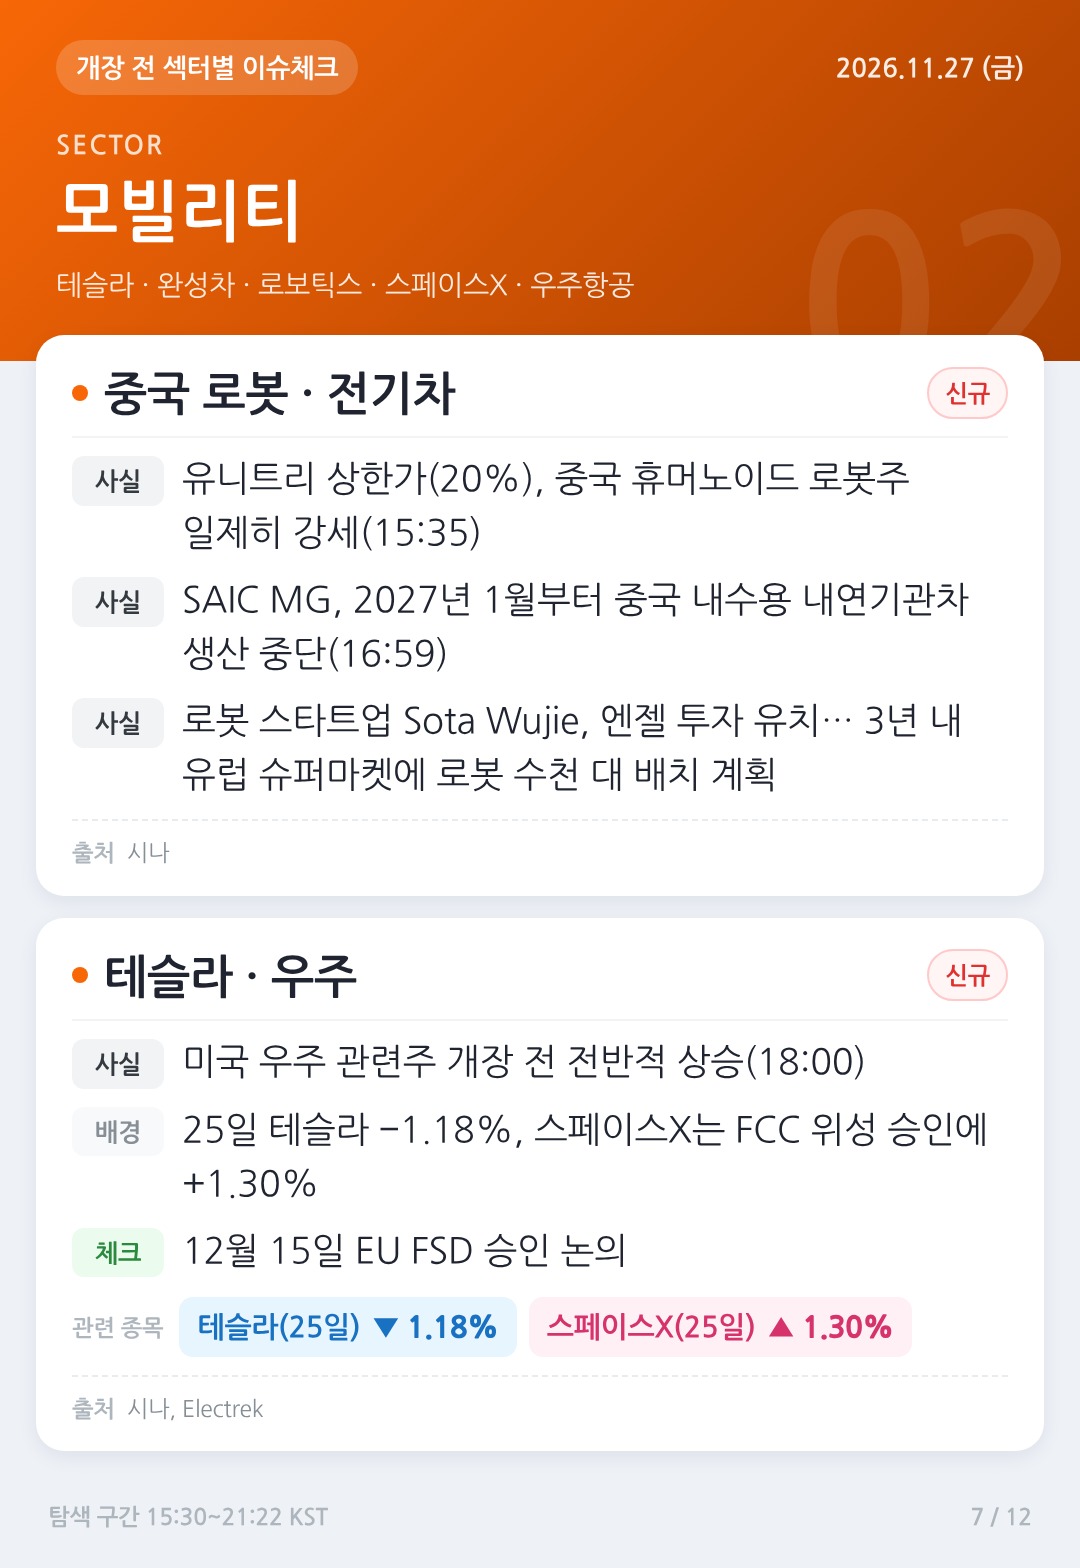 개장 전 섹터별 이슈체크
2026.11.27 (금)
SECTOR
모빌리티
테슬라 · 완성차 · 로보틱스 · 스페이스X · 우주항공
02
중국 로봇 · 전기차
신규
사실 유니트리 상한가(20%), 중국 휴머노이드 로봇주
일제히 강세(15:35)
사실 SAIC MG, 2027년 1월부터 중국 내수용 내연기관차
생산 중단(16:59)
사실 로봇 스타트업 Sota Wujie, 엔젤 투자 유치… 3년 내
유럽 슈퍼마켓에 로봇 수천 대 배치 계획
출처 시나
테슬라 · 우주
신규
사실 미국 우주 관련주 개장 전 전반적 상승(18:00)
배경 25일 테슬라 −1.18%, 스페이스X는 FCC 위성 승인에
+1.30%
체크 12월 15일 EU FSD 승인 논의
관련 종목 테슬라(25일) ▼ 1.18% 스페이스X(25일) ▲ 1.30%
출처 시나, Electrek
탐색 구간 15:30~21:22 KST
7 / 12